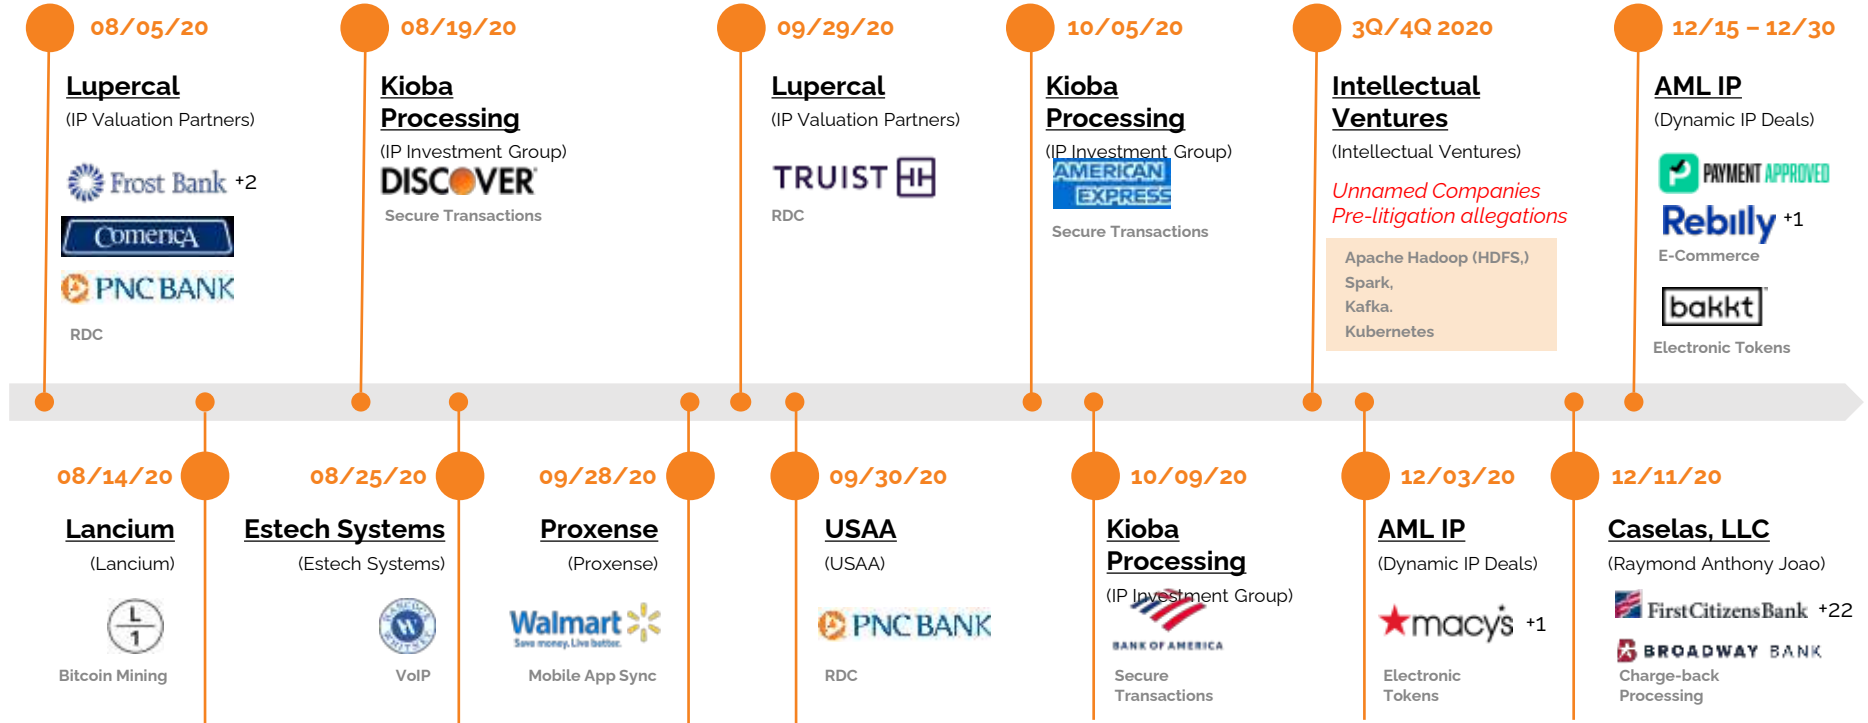 08/05/20
Lupercal
(IP Valuation Partners)
Frost Bank +2
Comerica
PNC BANK
RDC
08/19/20
Kioba
Processing
(IP Investment Group)
DISCOVER
Secure Transactions
09/29/20
Lupercal
(IP Valuation Partners)
TRUIST
RDC
10/05/20
Kioba
Processing
(IP Investment Group)
AMERICAN
EXPRESS
Secure Transactions
3Q/4Q 2020
Intellectual
Ventures
(Intellectual Ventures)
Unnamed Companies
Pre-litigation allegations
Apache Hadoop (HDFS,)
Spark,
Kafka.
Kubernetes
12/15 – 12/30
AML IP
(Dynamic IP Deals)
PAYMENT APPROVED
Rebilly +1
E-Commerce
bakkt
Electronic Tokens
08/14/20
Lancium
(Lancium)
L
1
Bitcoin Mining
08/25/20
Estech Systems
(Estech Systems)
HANCOCK
WHITNEY
VoIP
09/28/20
Proxense
(Proxense)
Walmart
Save money. Live better.
Mobile App Sync
09/30/20
USAA
(USAA)
PNC BANK
RDC
10/09/20
Kioba
Processing
(IP Investment Group)
BANK OF AMERICA
Secure
Transactions
12/03/20
AML IP
(Dynamic IP Deals)
macy's +1
Electronic
Tokens
12/11/20
Caselas, LLC
(Raymond Anthony Joao)
First Citizens Bank +22
BROADWAY BANK
Charge-back
Processing